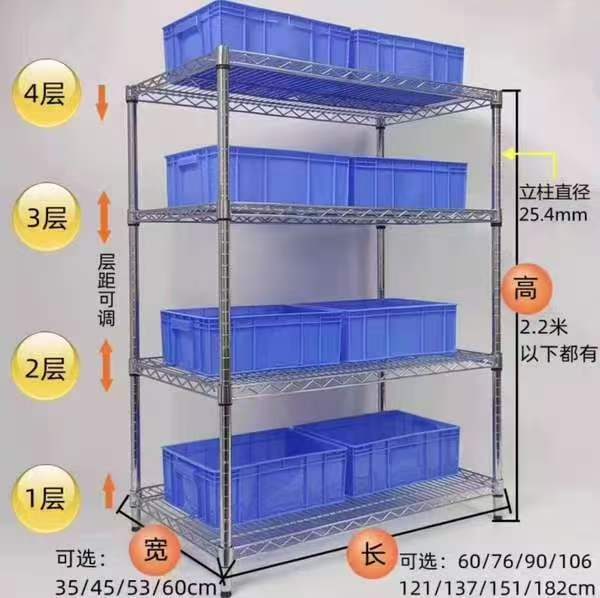 4层
立柱直径
25.4mm
3层
层距可调
高
2.2米
以下都有
2层
1层
宽
长
可选：
35/45/53/60cm
可选：60/76/90/106
121/137/151/182cm